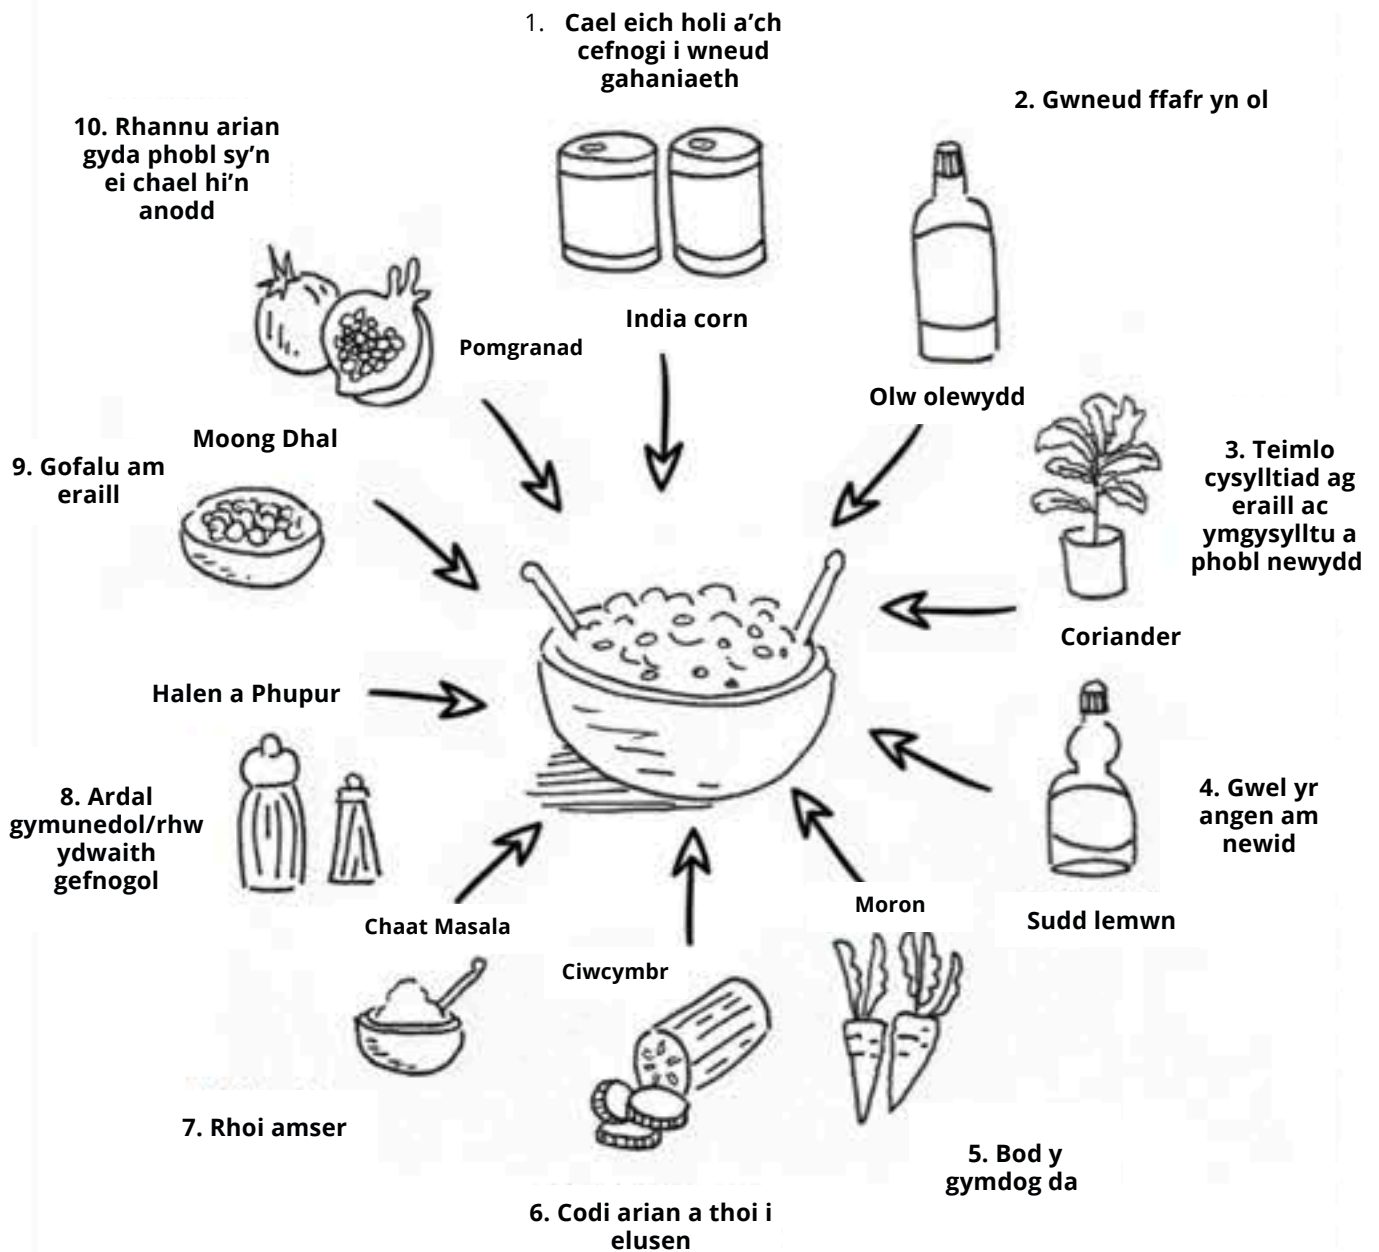 1. Cael eich holi a'ch
cefnogi i wneud
gahaniaeth
India corn
2. Gwneud ffafr yn ol
Olw olewydd
3. Teimlo
cysylltiad ag
eraill ac
ymgysylltu a
phobl newydd
Coriander
4. Gwel yr
angen am
newid
Sudd lemwn
Moron
5. Bod y
gymdog da
Ciwcymbr
6. Codi arian a thoi i
elusen
Chaat Masala
7. Rhoi amser
Halen a Phupur
8. Ardal
gymunedol/rhw
ydwaith
gefnogol
Moong Dhal
9. Gofalu am
eraill
10. Rhannu arian
gyda phobl sy'n
ei chael hi'n
anodd
Pomgranad